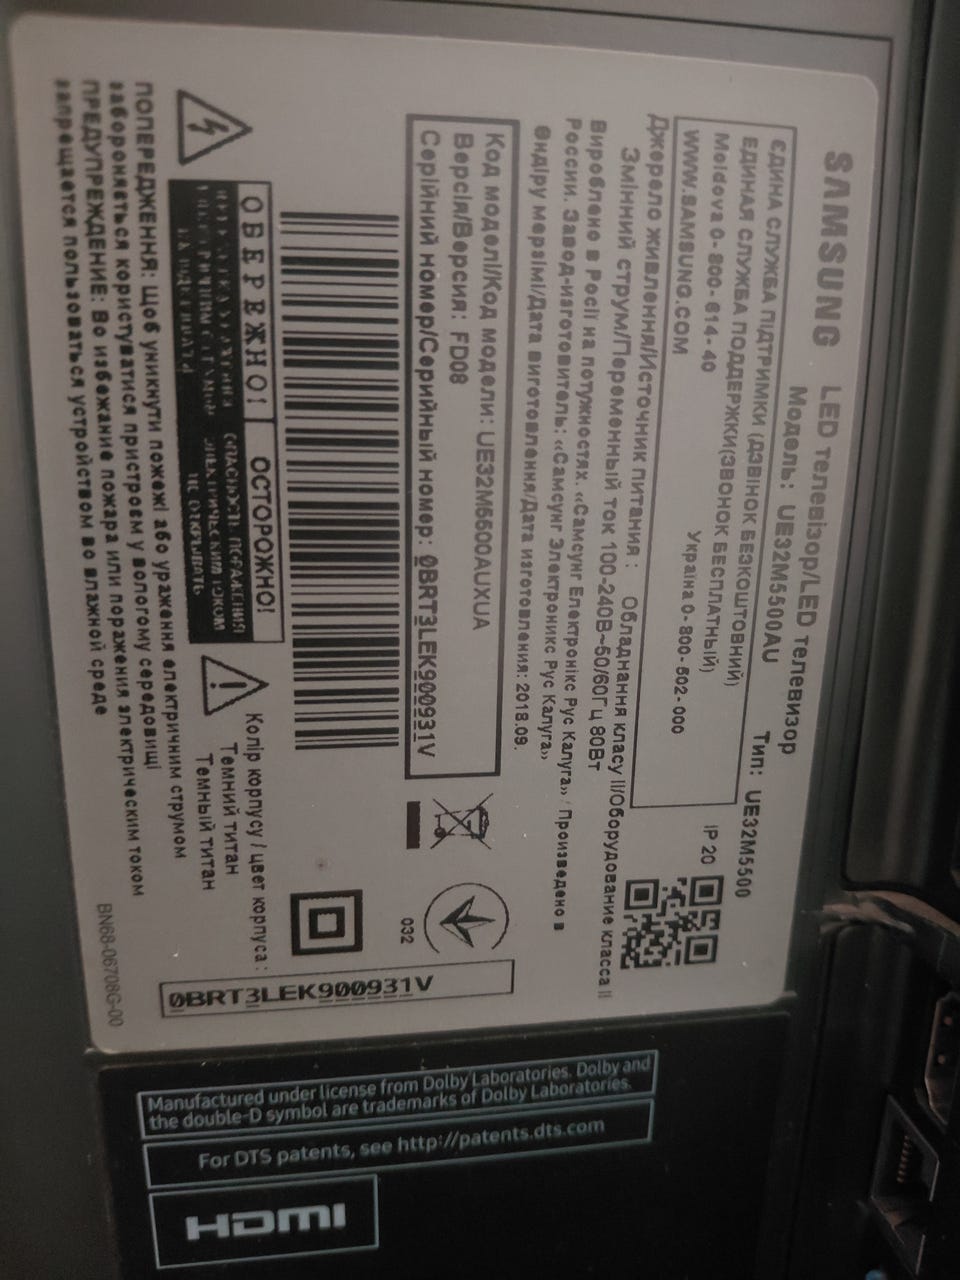 SAMSUNG LED телевізор/LED телевизор
Модель: UE32M5500AU Тип: UE32M5500
ЄДИНА СЛУЖБА ПІДТРИМКИ (ДЗВІНОК БЕЗКОШТОВНИЙ)
ЕДИНАЯ СЛУЖБА ПОДДЕРЖКИ(ЗВОНОК БЕСПЛАТНЫЙ)
Moldova 0-800-614-40 Україна 0-800-502-000
WWW.SAMSUNG.COM
IP 20
Джерело живлення/Источник питания : Обладнання класу II/Оборудование класса II
Змінний струм/Переменный ток 100-240В~50/60Гц 80Вт
Вироблено в Росії на потужностях. «Самсунг Електронікс Рус Калуга» / Произведено в
России. Завод-изготовитель: «Самсунг Электроникс Рус Калуга»
Өндіру мерзімі/Дата виготовлення/Дата изготовления: 2018.09.
Код моделі/Код модели: UE32M5500AUXUA
Версія/Версия: FD08
Серійний номер/Серийный номер: 0BRT3LEK900931V
032
ОБЕРЕЖНО! ОСТОРОЖНО!
ОПАСНОСТЬ ПОРАЖЕНИЯ
ЭЛЕКТРИЧЕСКИМ ТОКОМ
НЕ ОТКРЫВАТЬ
Колір корпусу / цвет корпуса :
Темний титан
Темный титан
0BRT3LEK900931V
ПОПЕРЕДЖЕННЯ: Щоб уникнути пожежі або ураження електричним струмом
забороняється користуватися пристроєм у вологому середовищі
ПРЕДУПРЕЖДЕНИЕ: Во избежание пожара или поражения электрическим током
запрещается пользоваться устройством во влажной среде
BN68-06708G-00
Manufactured under license from Dolby Laboratories. Dolby and
the double-D symbol are trademarks of Dolby Laboratories.
For DTS patents, see http://patents.dts.com
HDMI